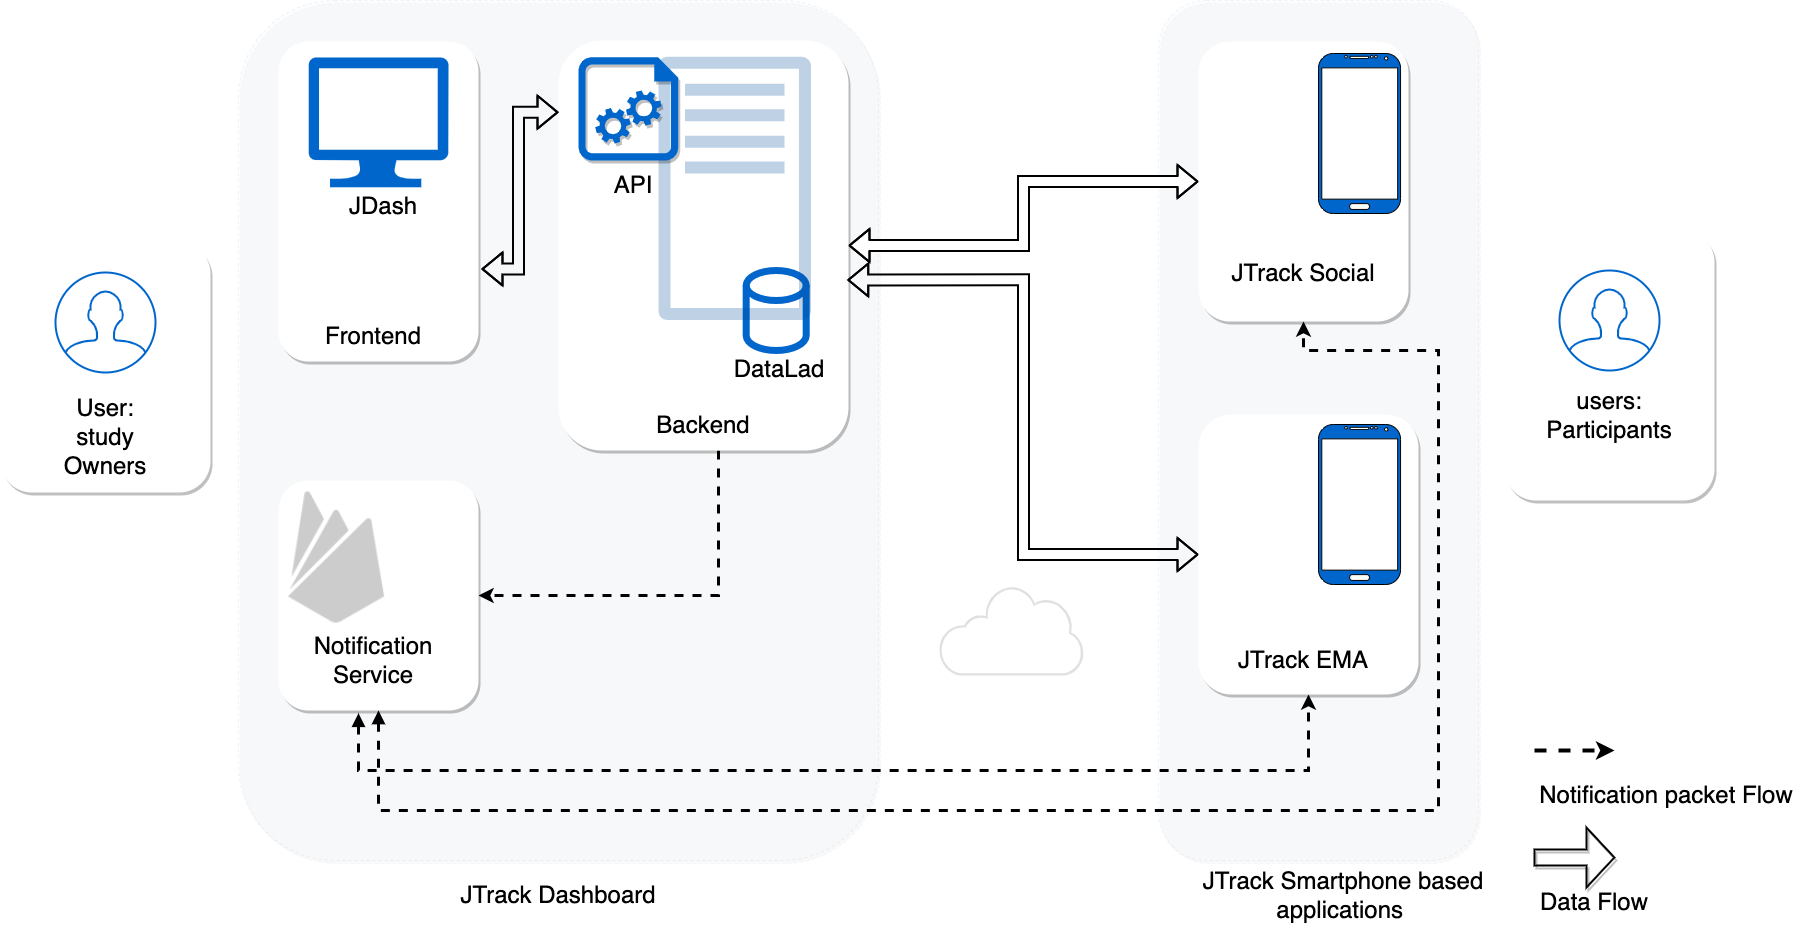 JDash
Frontend
API
DataLad
Backend
JTrack Social
User:
study
Owners
users:
Participants
Notification
Service
JTrack EMA
Notification packet Flow
Data Flow
JTrack Dashboard
JTrack Smartphone based
applications